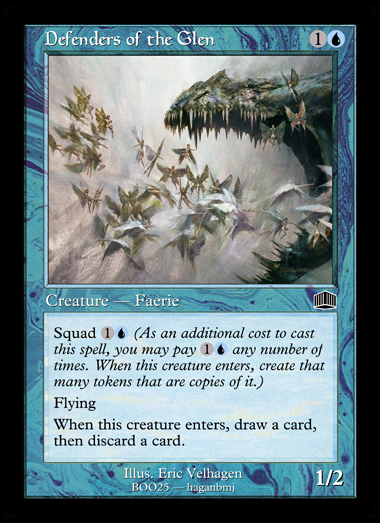 Defenders of the Glen 1
Creature — Faerie
Squad 1 (As an additional cost to cast
this spell, you may pay 1 any number of
times. When this creature enters, create that
many tokens that are copies of it.)
Flying
When this creature enters, draw a card,
then discard a card.
Illus. Eric Velhagen
BOO25 — haganbmj
1/2